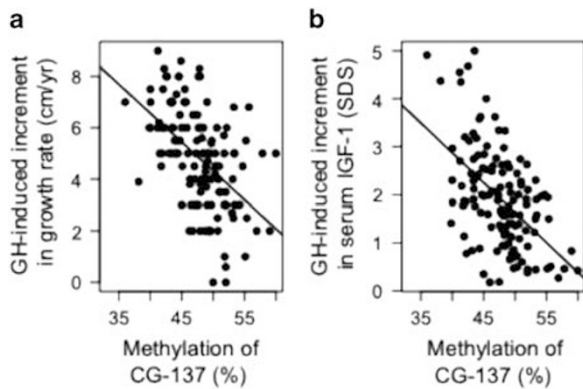 a
GH-induced increment
in growth rate (cm/yr)
8
6
4
2
0
35
45
55
Methylation of
CG-137 (%)
b
GH-induced increment
in serum IGF-1 (SDS)
5
4
3
2
1
0
35
45
55
Methylation of
CG-137 (%)